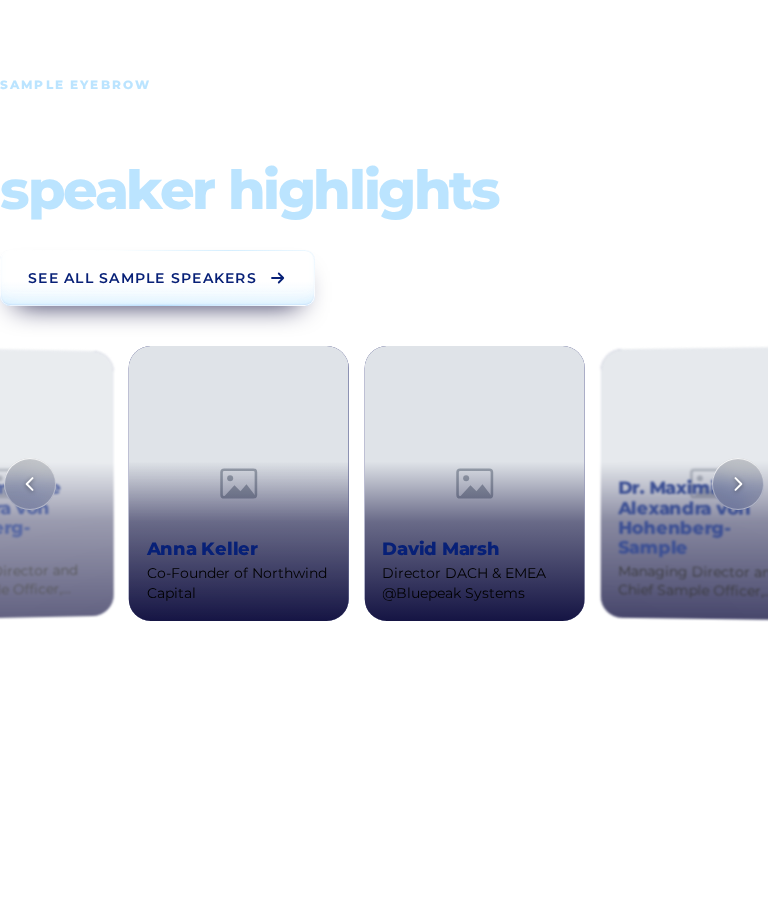 SAMPLE EYEBROW
speaker highlights
SEE ALL SAMPLE SPEAKERS
Anna Keller
Co-Founder of Northwind
Capital
David Marsh
Director DACH & EMEA
@Bluepeak Systems
Alexandra von
Hohenberg-
Sample
Managing Director
Chief Sample Officer,...